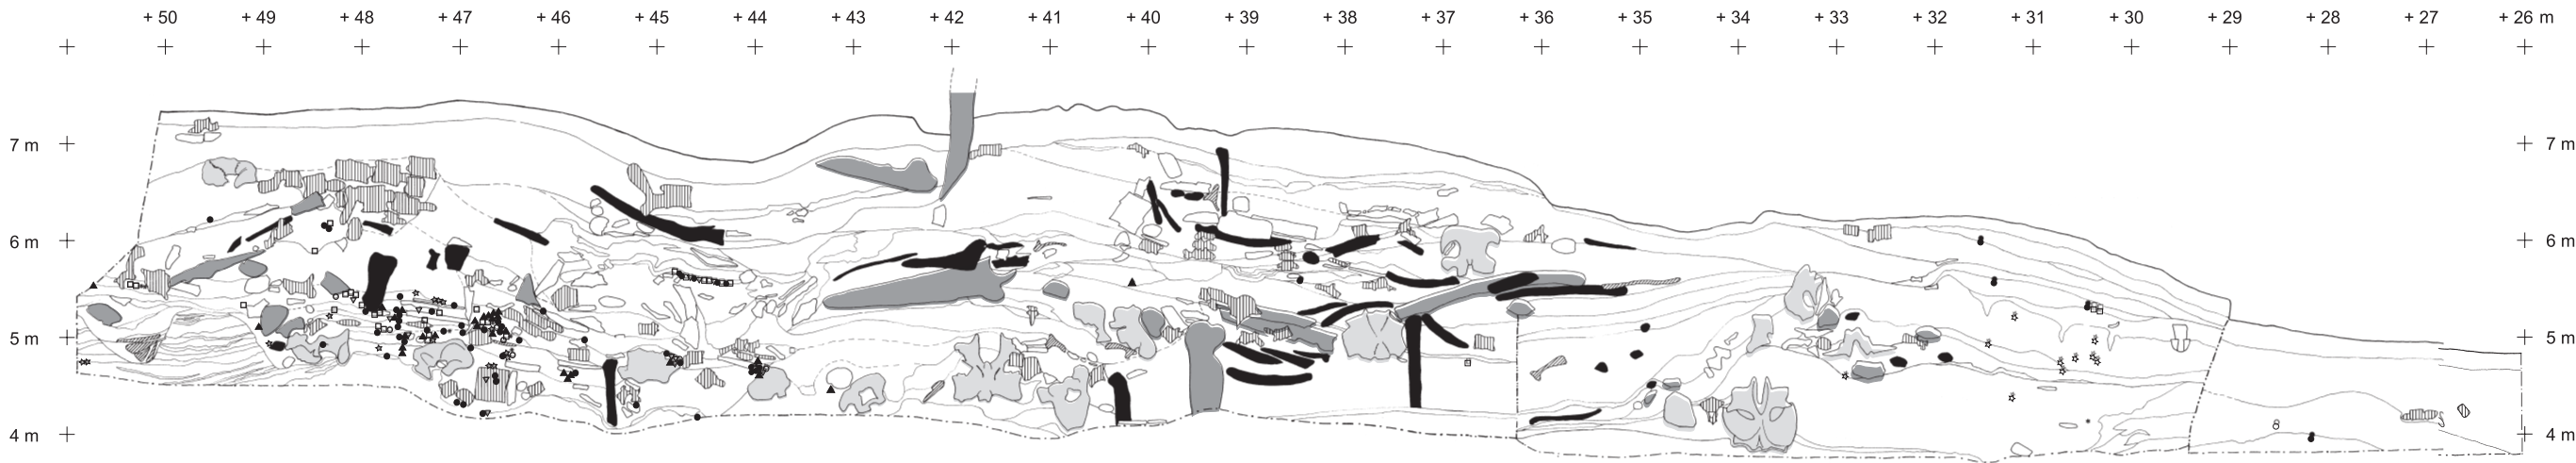 + 50 + 49 + 48 + 47 + 46 + 45 + 44 + 43 + 42 + 41 + 40 + 39 + 38 + 37 + 36 + 35 + 34 + 33 + 32 + 31 + 30 + 29 + 28 + 27 + 26 m
7 m 7 m
6 m 6 m
5 m 5 m
4 m 4 m